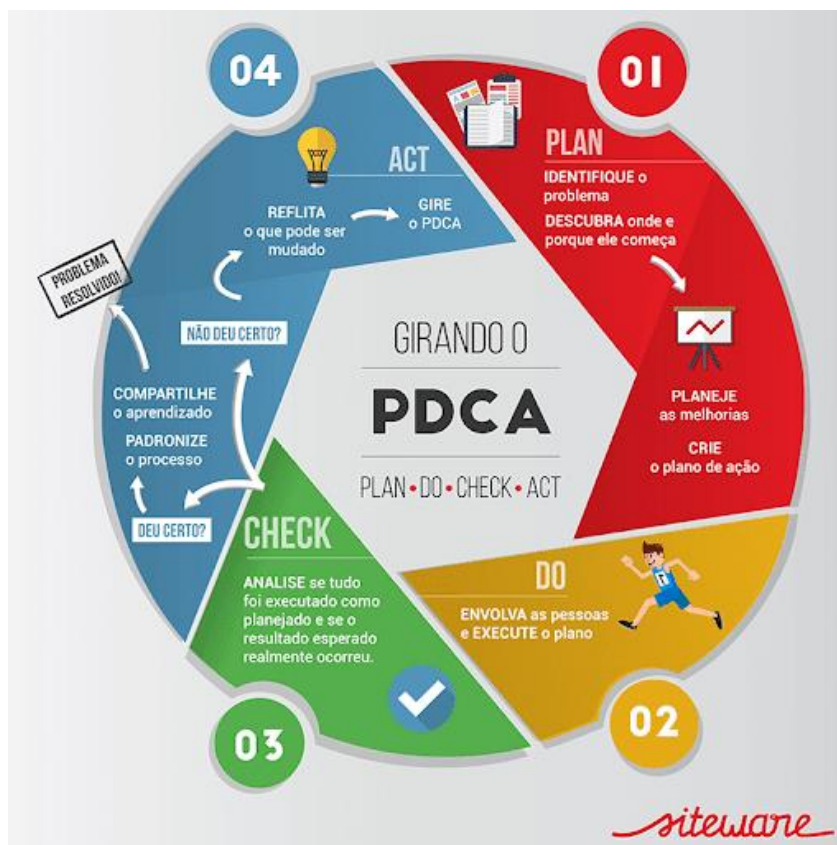 01
PLAN
IDENTIFIQUE o
problema
DESCUBRA onde e
porque ele começa
PLANEJE
as melhorias
CRIE
o plano de ação
02
DO
ENVOLVA as pessoas
e EXECUTE o plano
03
CHECK
ANALISE se tudo
foi executado como
planejado e se o
resultado esperado
realmente ocorreu.
04
ACT
DEU CERTO?
PADRONIZE
o processo
COMPARTILHE
o aprendizado
PROBLEMA
RESOLVIDO!
NÃO DEU CERTO?
REFLITA
o que pode ser
mudado
GIRE
o PDCA
GIRANDO O
PDCA
PLAN • DO • CHECK • ACT
siteware